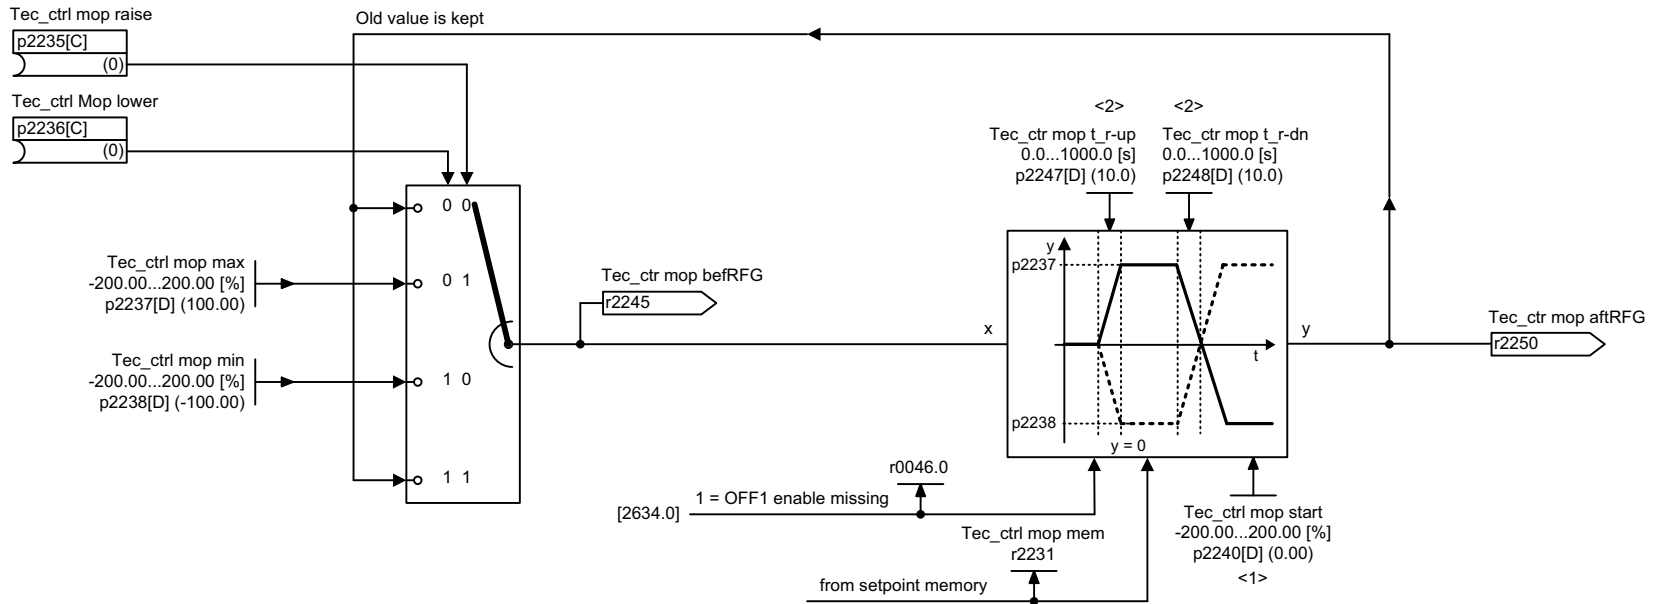 Tec_ctrl mop raise
p2235[C]
(0)
Old value is kept
Tec_ctrl Mop lower
p2236[C]
(0)
<2>
<2>
Tec_ctr mop t_r-up
0.0...1000.0 [s]
p2247[D] (10.0)
Tec_ctr mop t_r-dn
0.0...1000.0 [s]
p2248[D] (10.0)
0 0
Tec_ctrl mop max
-200.00...200.00 [%]
p2237[D] (100.00)
0 1
Tec_ctr mop befRFG
r2245
y
p2237
x
t
y
Tec_ctr mop aftRFG
r2250
Tec_ctrl mop min
-200.00...200.00 [%]
p2238[D] (-100.00)
1 0
p2238
y = 0
1 1
r0046.0
1 = OFF1 enable missing
[2634.0]
Tec_ctrl mop start
-200.00...200.00 [%]
p2240[D] (0.00)
<1>
Tec_ctrl mop mem
r2231
from setpoint memory